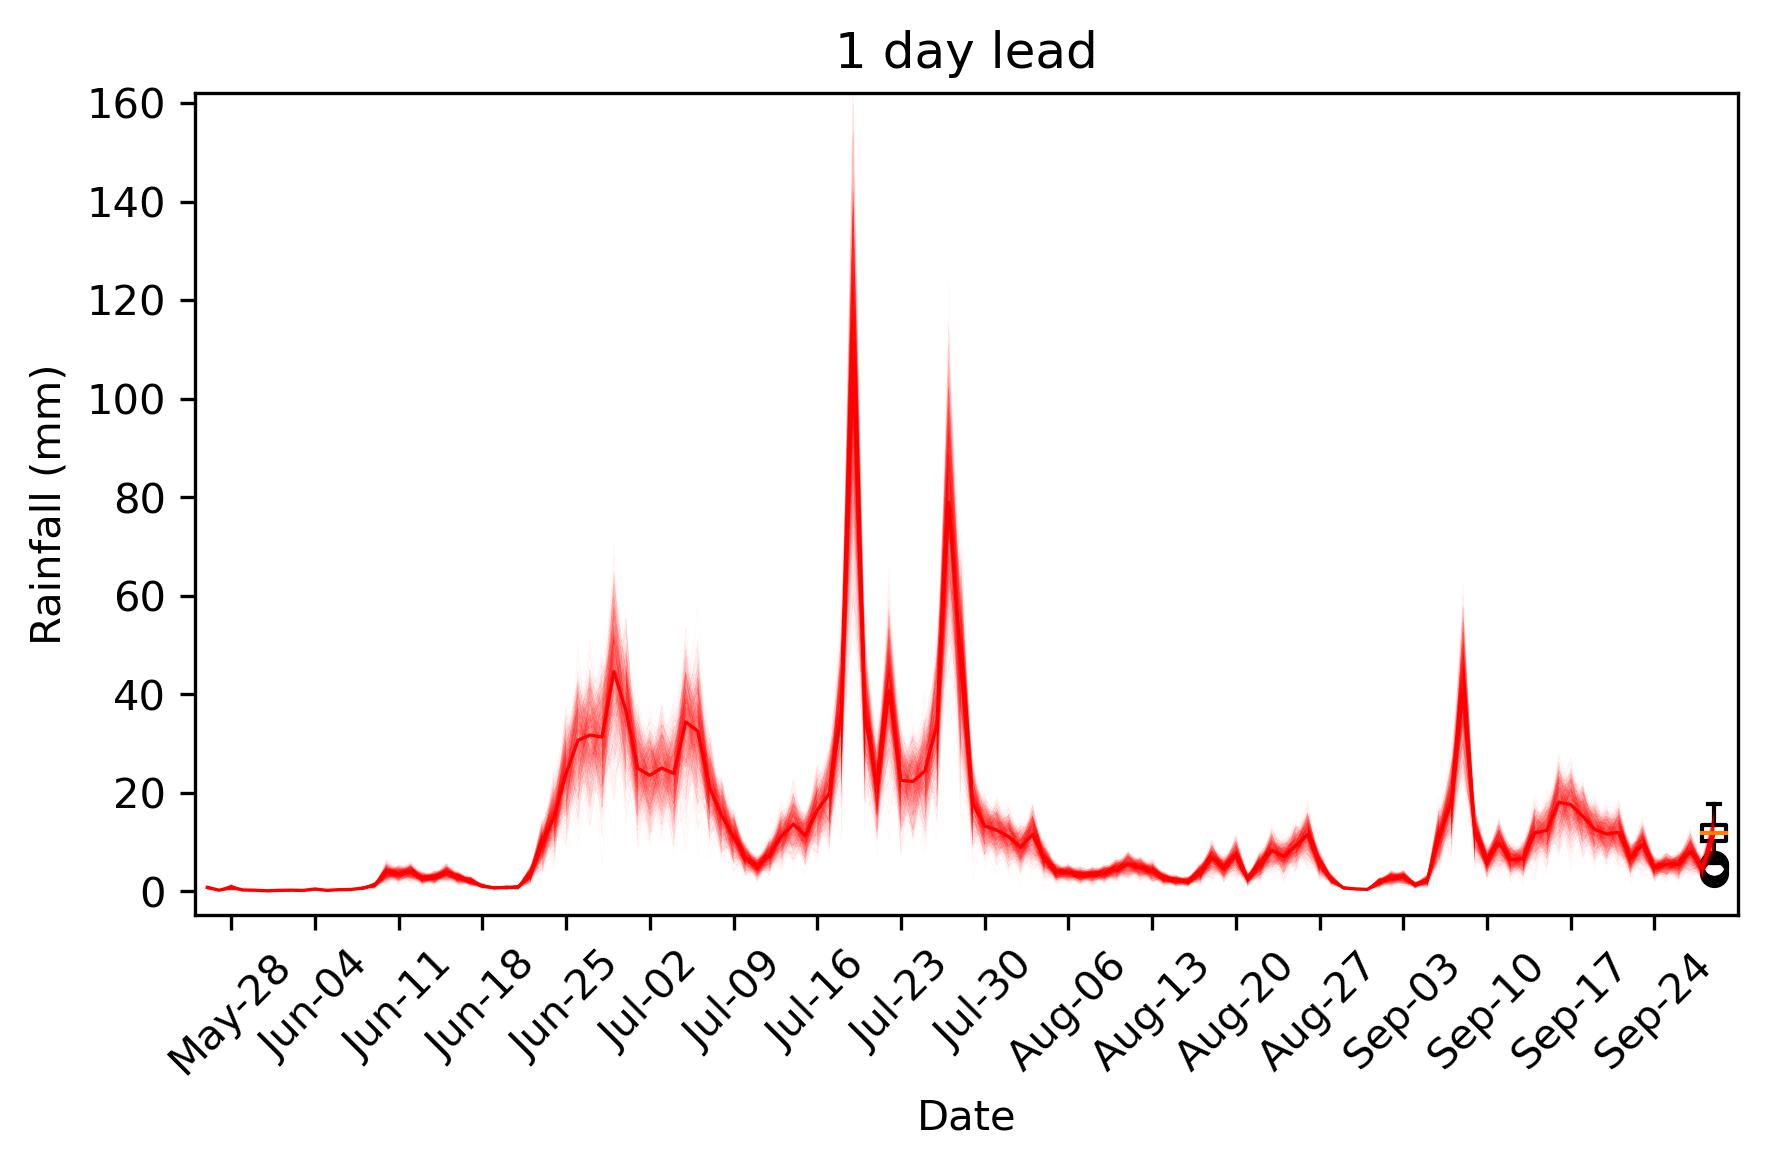 1 day lead
160
140
120
100
80
60
40
20
0
Rainfall (mm)
May-28
Jun-04
Jun-11
Jun-18
Jun-25
Jul-02
Jul-09
Jul-16
Jul-23
Jul-30
Aug-06
Aug-13
Aug-20
Aug-27
Sep-03
Sep-10
Sep-17
Sep-24
Date